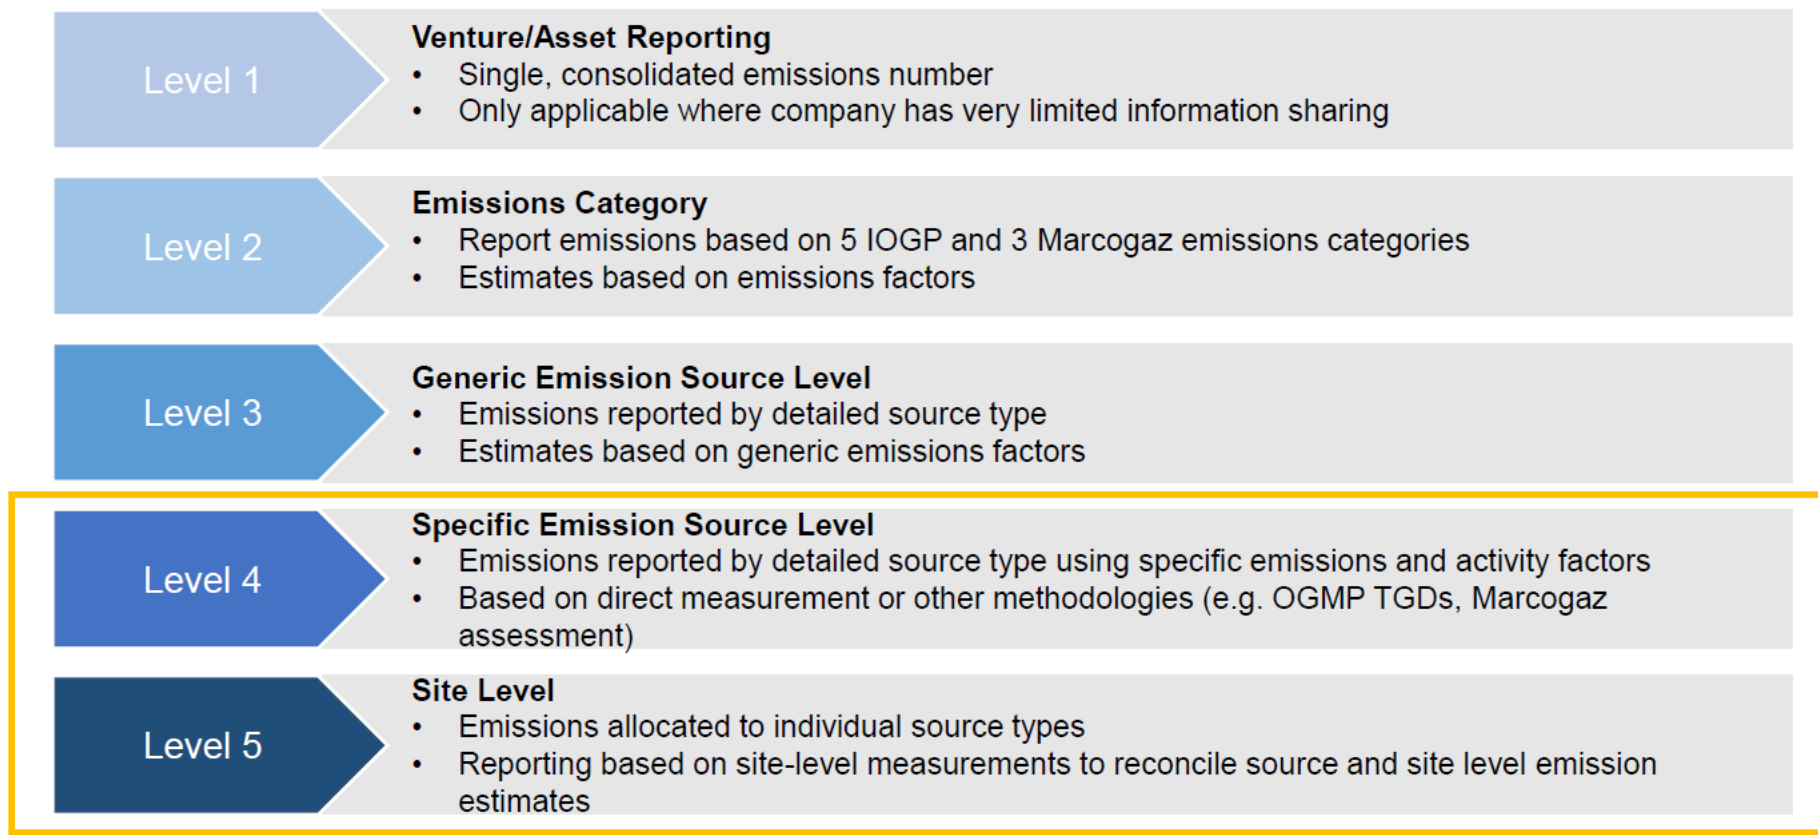 Level 1
Venture/Asset Reporting
• Single, consolidated emissions number
• Only applicable where company has very limited information sharing
Level 2
Emissions Category
• Report emissions based on 5 IOGP and 3 Marcogaz emissions categories
• Estimates based on emissions factors
Level 3
Generic Emission Source Level
• Emissions reported by detailed source type
• Estimates based on generic emissions factors
Level 4
Specific Emission Source Level
• Emissions reported by detailed source type using specific emissions and activity factors
• Based on direct measurement or other methodologies (e.g. OGMP TGDs, Marcogaz
assessment)
Level 5
Site Level
• Emissions allocated to individual source types
• Reporting based on site-level measurements to reconcile source and site level emission
estimates